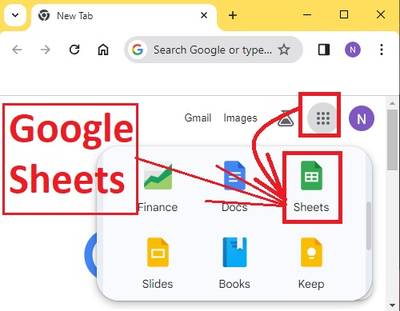 New Tab
Search Google or type...
N
Gmail Images N
Google
Sheets
Finance Docs Sheets
Slides Books Keep